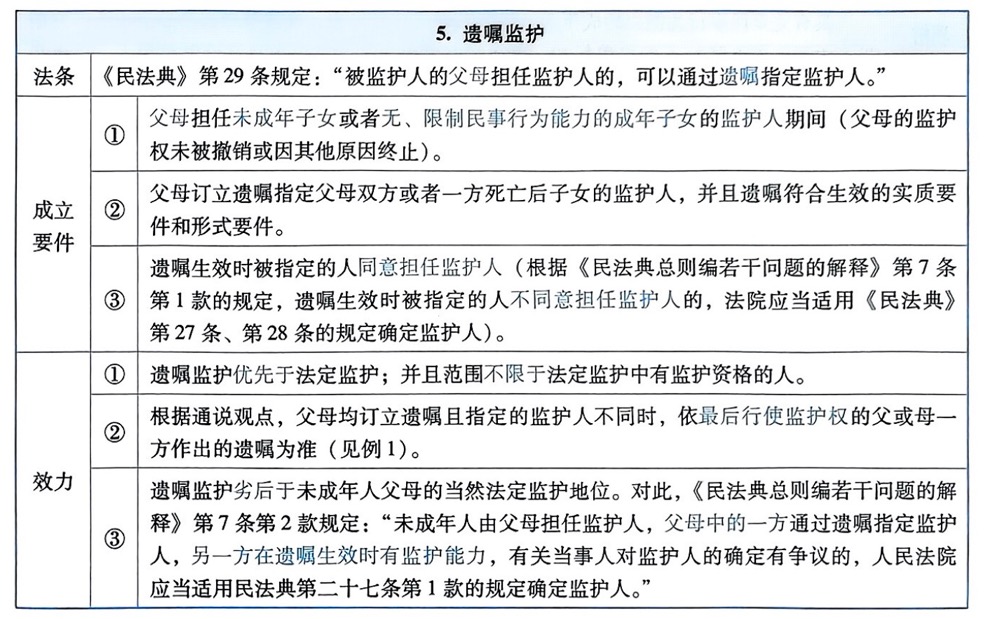 5. 遗嘱监护
法条
《民法典》第29条规定：“被监护人的父母担任监护人的，可以通过遗嘱指定监护人。”
成立
要件
①
父母担任未成年子女或者无、限制民事行为能力的成年子女的监护人期间（父母的监护
权未被撤销或因其他原因终止）。
②
父母订立遗嘱指定父母双方或者一方死亡后子女的监护人，并且遗嘱符合生效的实质要
件和形式要件。
③
遗嘱生效时被指定的人同意担任监护人（根据《民法典总则编若干问题的解释》第7条
第1款的规定，遗嘱生效时被指定的人不同意担任监护人的，法院应当适用《民法典》
第27条、第28条的规定确定监护人）。
效力
①
遗嘱监护优先于法定监护；并且范围不限于法定监护中有监护资格的人。
②
根据通说观点，父母均订立遗嘱且指定的监护人不同时，依最后行使监护权的父或母一
方作出的遗嘱为准（见例1）。
③
遗嘱监护劣后于未成年人父母的当然法定监护地位。对此，《民法典总则编若干问题的解
释》第7条第2款规定：“未成年人由父母担任监护人，父母中的一方通过遗嘱指定监护
人，另一方在遗嘱生效时有监护能力，有关当事人对监护人的确定有争议的，人民法院
应当适用民法典第二十七条第1款的规定确定监护人。”